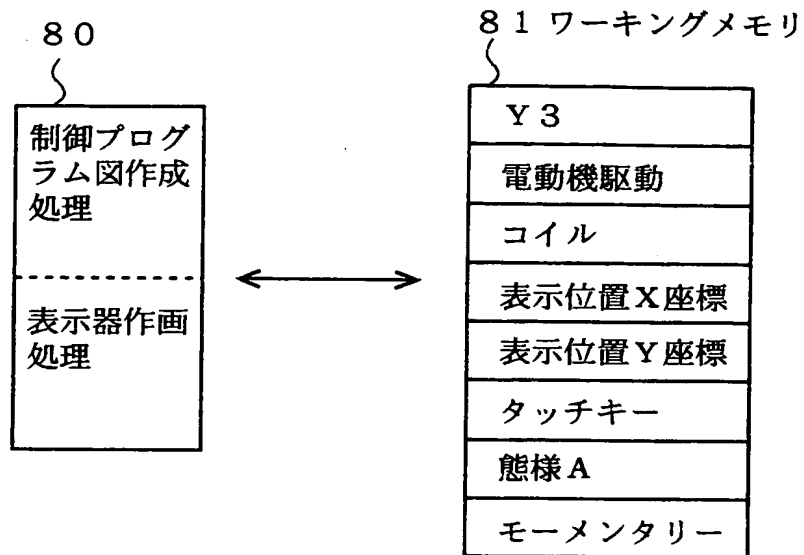 ８０
制御プログ
ラム図作成
処理
表示器作画
処理
８１ ワーキングメモリ
Ｙ３
電動機駆動
コイル
表示位置Ｘ座標
表示位置Ｙ座標
タッチキー
態様Ａ
モーメンタリー